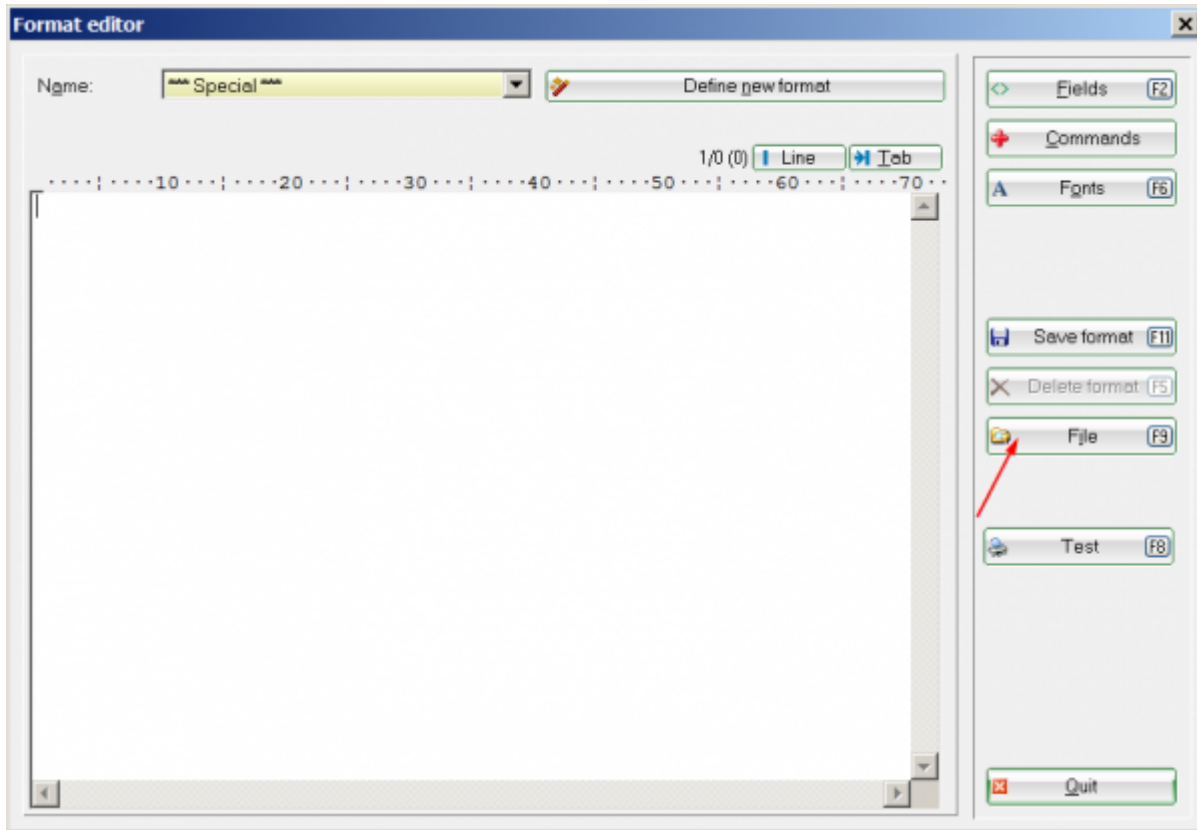 Format editor
Name:
*** Special ***
Define new format
1/0 (0)
Line
Tab
····¦····10····¦····20····¦····30····¦····40····¦····50····¦····60····¦····70··
Fields F2
Commands
A Fonts F6
Save format F11
Delete format F5
File F9
Test F8
Quit